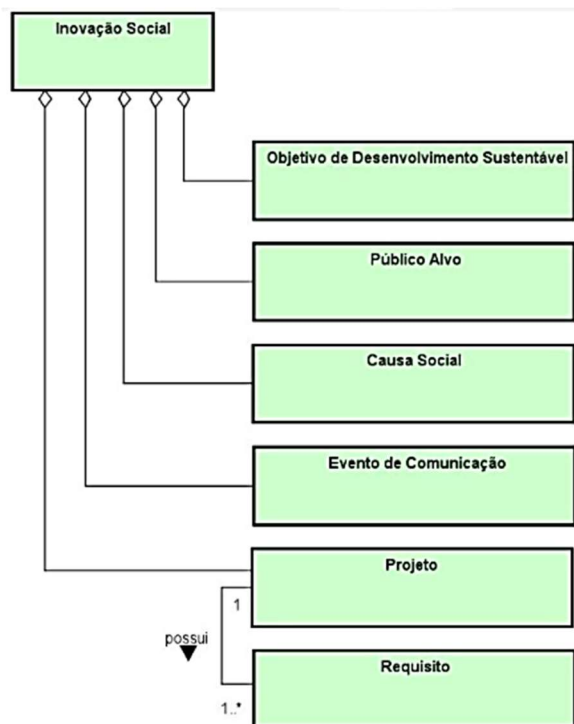 Inovação Social
Objetivo de Desenvolvimento Sustentável
Público Alvo
Causa Social
Evento de Comunicação
Projeto
1
possui
Requisito
1..*